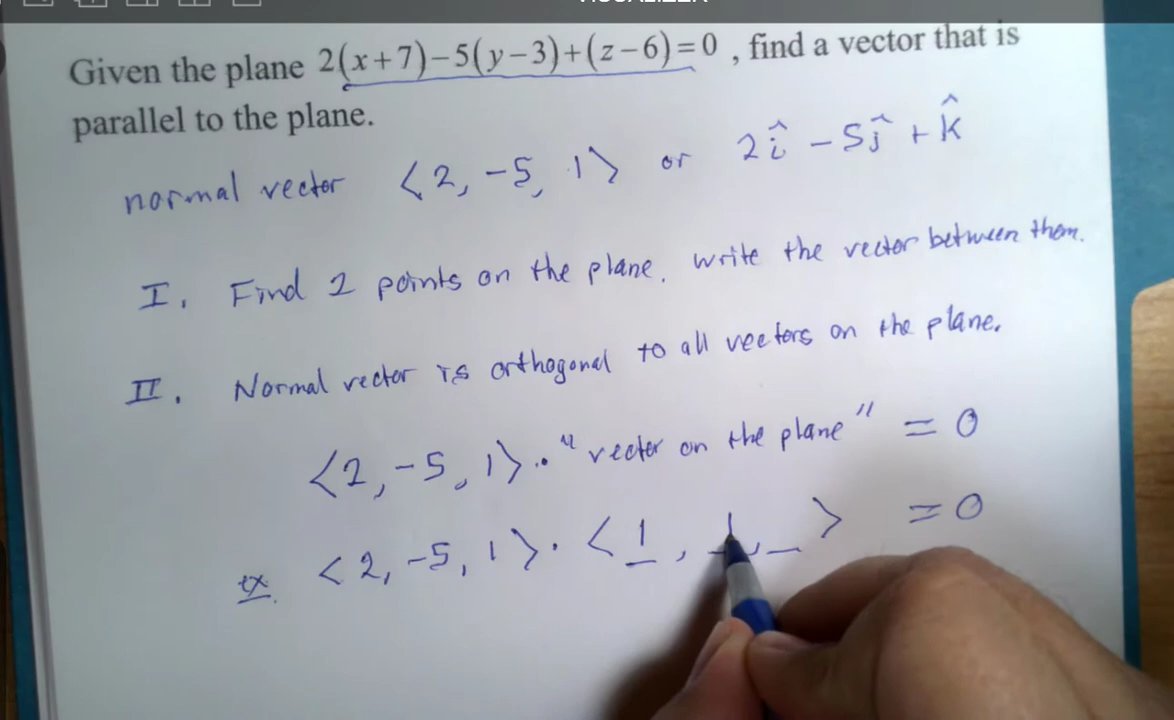 VISUALIZER
Given the plane 2(x+7)−5(y−3)+(z−6)=0 , find a vector that is
parallel to the plane.
normal vector <2, -5, 1> or 2î - 5ĵ + k̂
I. Find 2 points on the plane. Write the vector between them.
II. Normal vector is orthogonal to all vectors on the plane.
<2, -5, 1> · "vector on the plane" = 0
ex. <2, -5, 1> · <1, 1, _> = 0